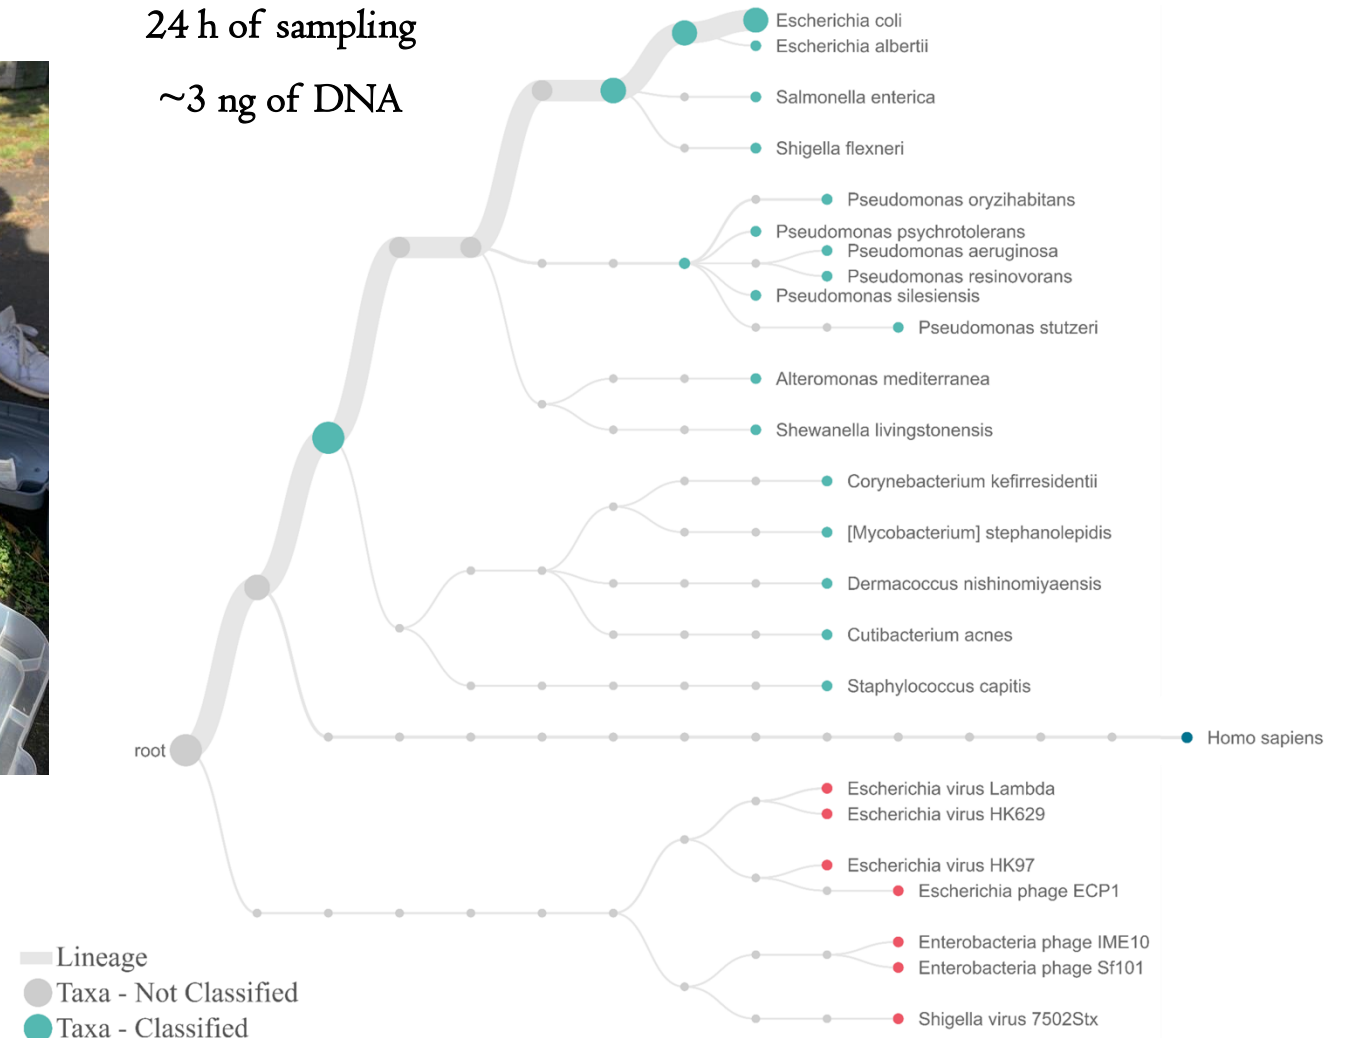 24 h of sampling
~3 ng of DNA
Escherichia coli
Escherichia albertii
Salmonella enterica
Shigella flexneri
Pseudomonas oryzihabitans
Pseudomonas psychrotolerans
Pseudomonas aeruginosa
Pseudomonas resinovorans
Pseudomonas silesiensis
Pseudomonas stutzeri
Alteromonas mediterranea
Shewanella livingstonensis
Corynebacterium kefirresidentii
[Mycobacterium] stephanolepidis
Dermacoccus nishinomiyaensis
Cutibacterium acnes
Staphylococcus capitis
Homo sapiens
root
Escherichia virus Lambda
Escherichia virus HK629
Escherichia virus HK97
Escherichia phage ECP1
Enterobacteria phage IME10
Enterobacteria phage Sf101
Shigella virus 7502Stx
Lineage
Taxa - Not Classified
Taxa - Classified